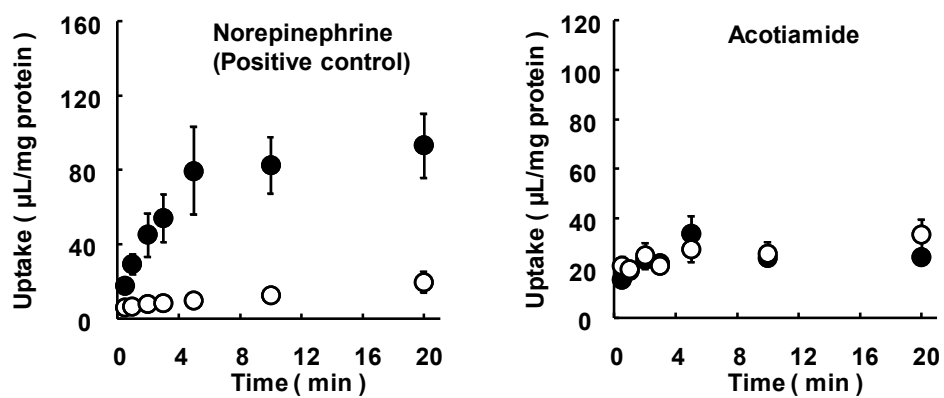 Norepinephrine
(Positive control)
Uptake ( µL/mg protein)
160
120
80
40
0
0 4 8 12 16 20
Time ( min )
Acotiamide
Uptake ( µL/mg protein)
120
100
80
60
40
20
0
0 4 8 12 16 20
Time ( min )